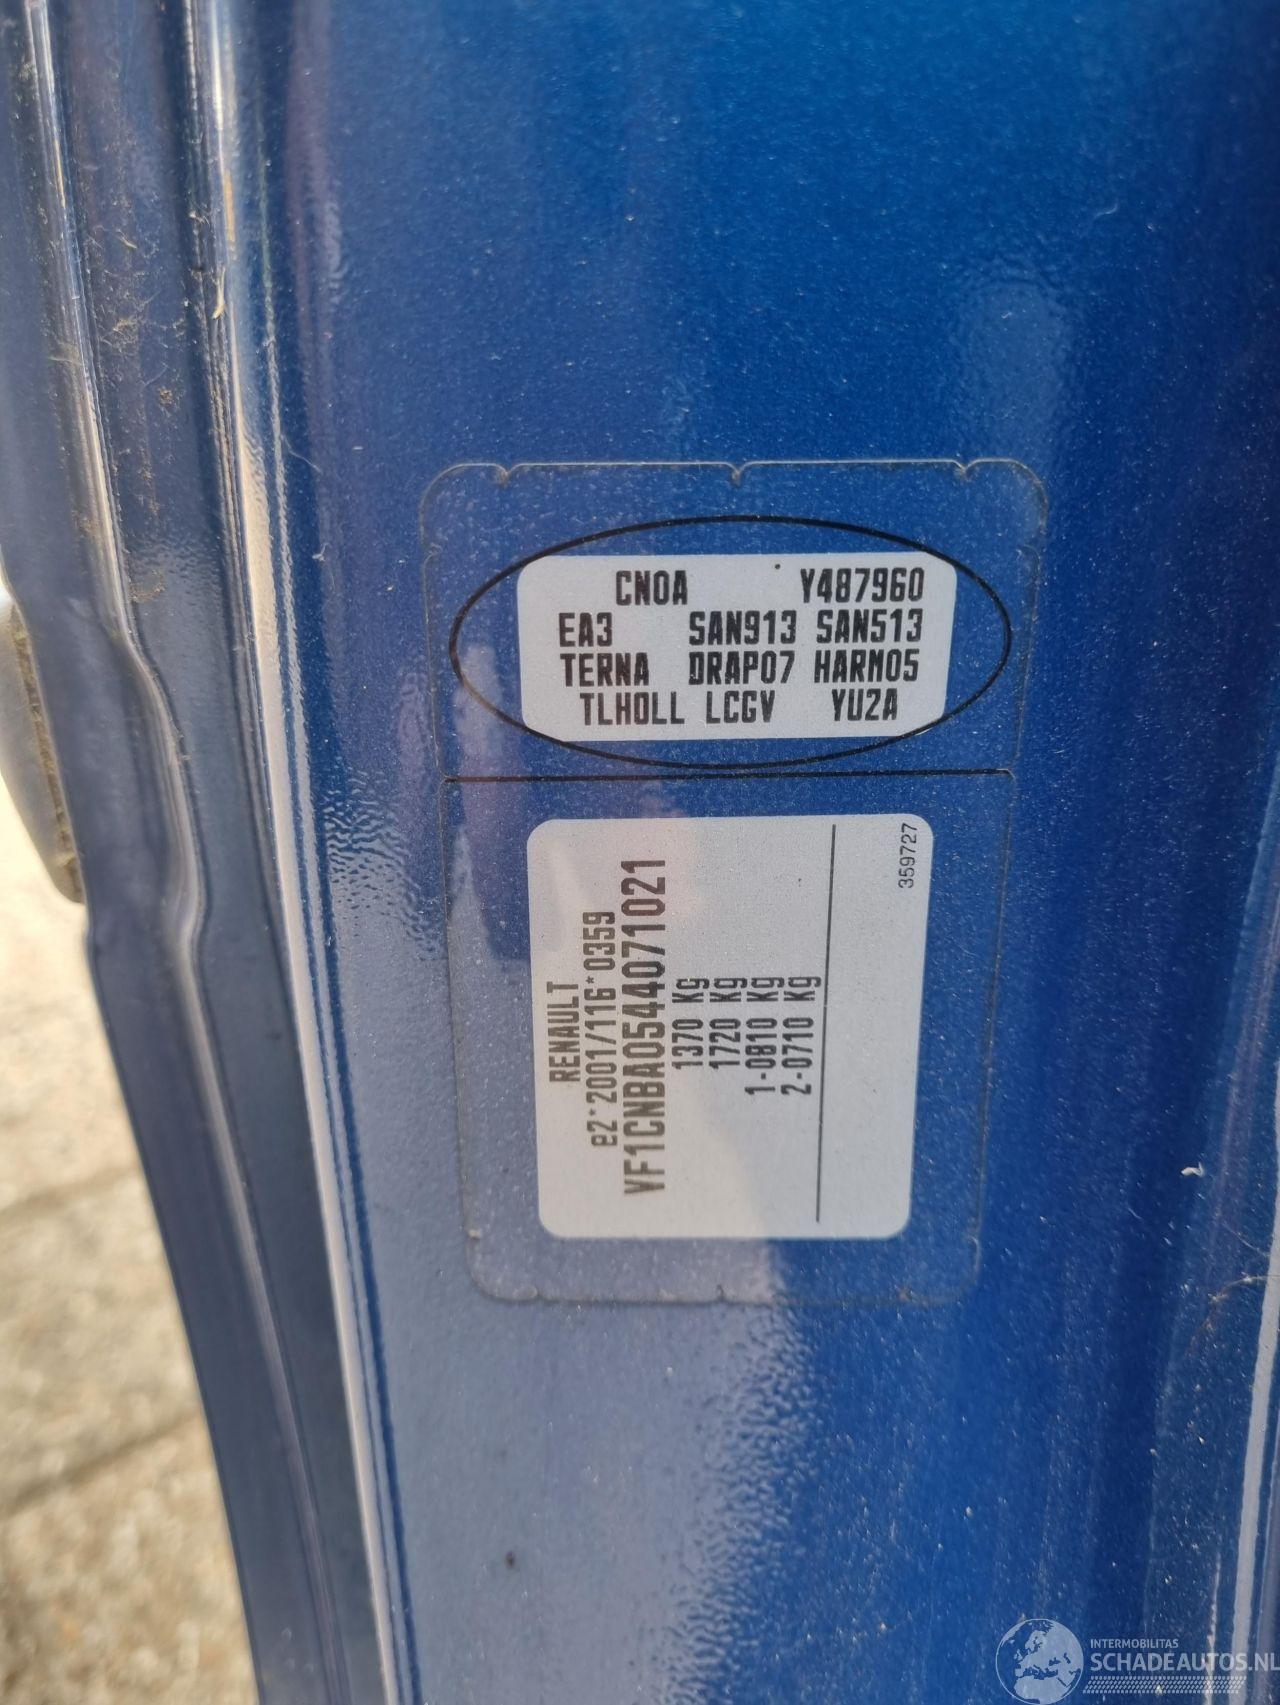 CN0A Y487960
EA3 SAN913 SAN513
TERNA DRAP07 HARM05
TLHOLL LCGV YU2A
RENAULT
e2*2001/116*0359
VF1CNBA0544071021
1370 Kg
1720 Kg
1-0810 Kg
2-0710 Kg
359727
INTERMOBILITAS
SCHADEAUTOS.NL